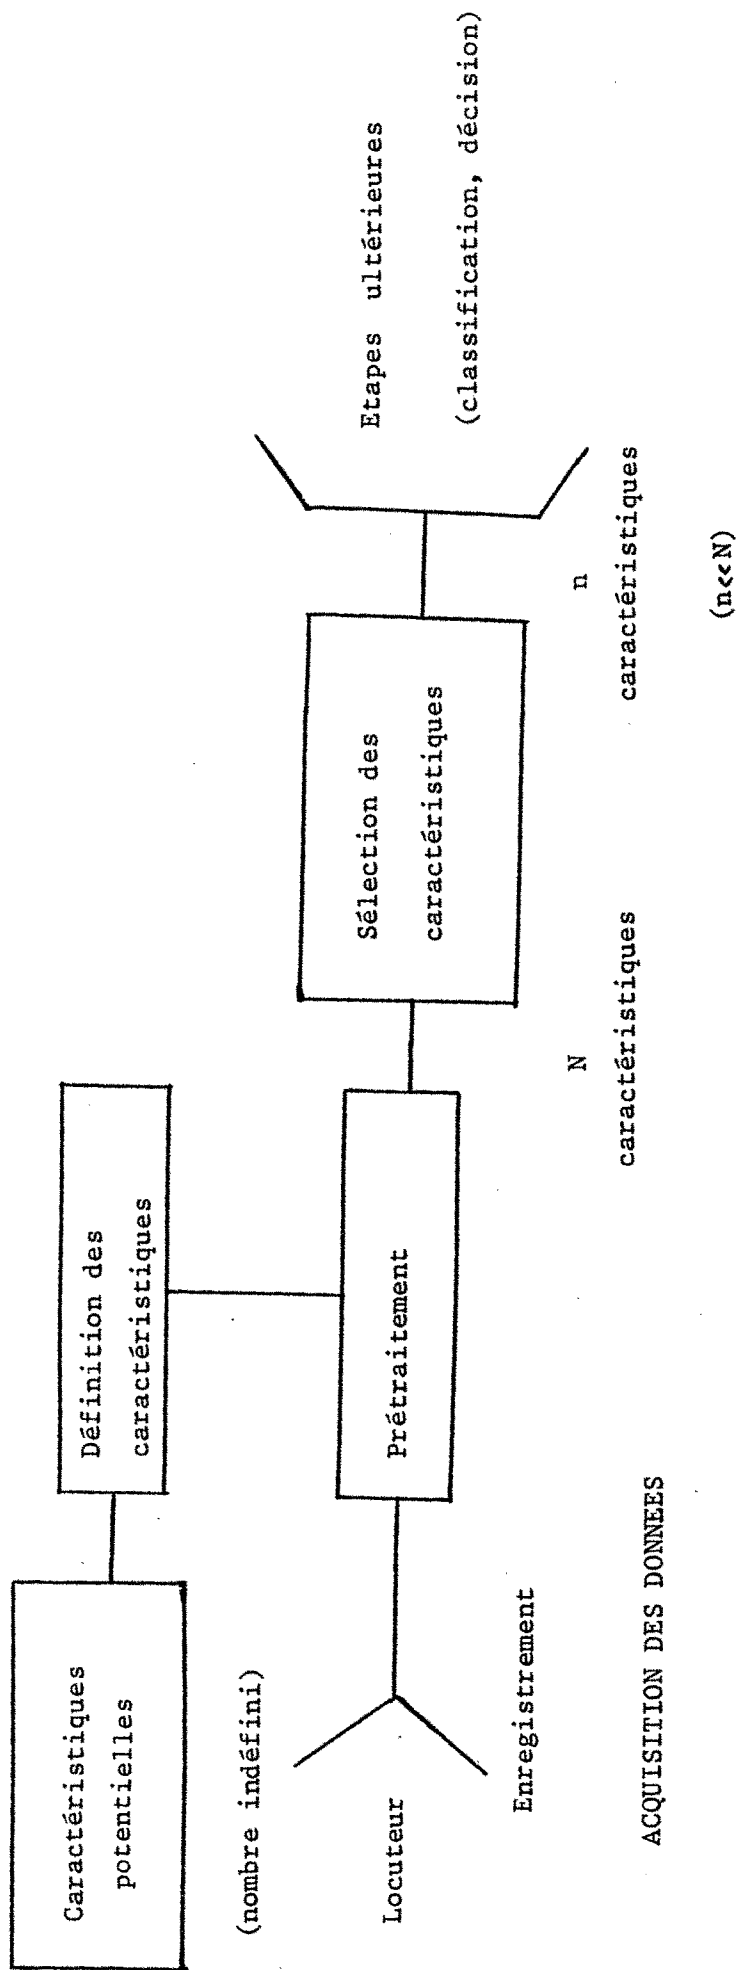 Caractéristiques
potentielles
(nombre indéfini)
Définition des
caractéristiques
Locuteur
Enregistrement
Prétraitement
Sélection des
caractéristiques
Etapes ultérieures
(classification, décision)
N
caractéristiques
n
caractéristiques
(n<<N)
ACQUISITION DES DONNEES